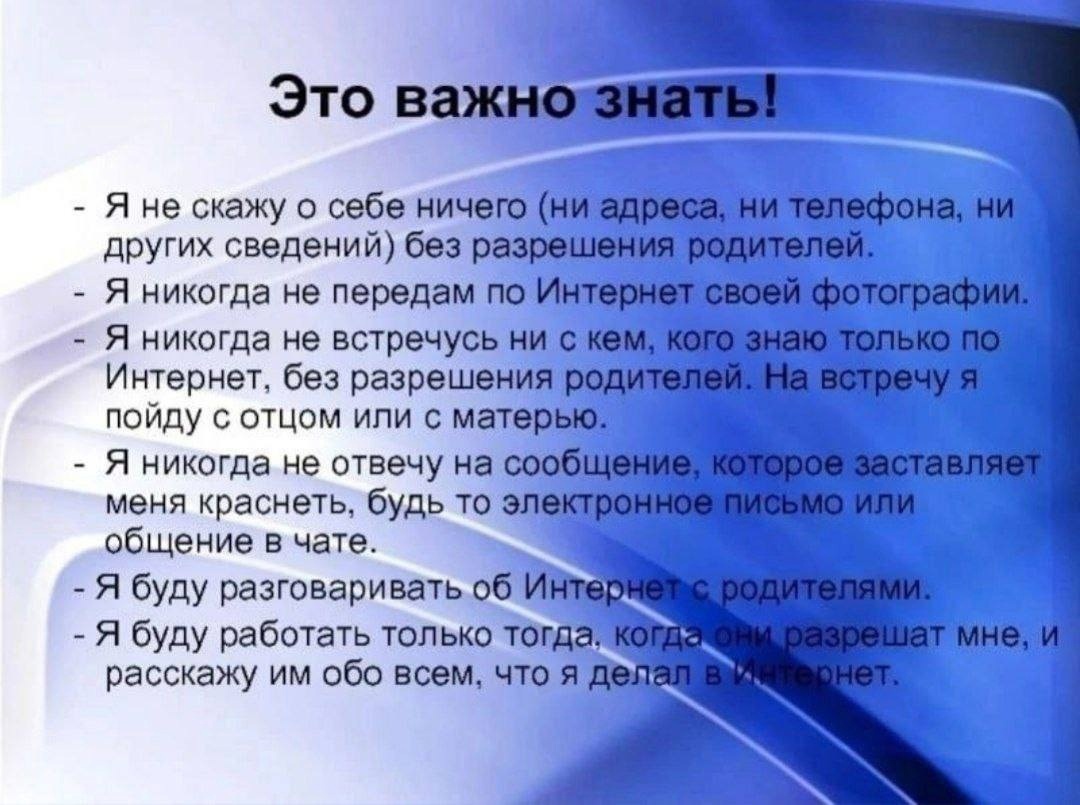 Это важно знать!
- Я не скажу о себе ничего (ни адреса, ни телефона, ни
других сведений) без разрешения родителей.
- Я никогда не передам по Интернет своей фотографии.
- Я никогда не встречусь ни с кем, кого знаю только по
Интернет, без разрешения родителей. На встречу я
пойду с отцом или с матерью.
- Я никогда не отвечу на сообщение, которое заставляет
меня краснеть, будь то электронное письмо или
общение в чате.
- Я буду разговаривать об Интернет с родителями.
- Я буду работать только тогда, когда они разрешат мне, и
расскажу им обо всем, что я делал в Интернет.